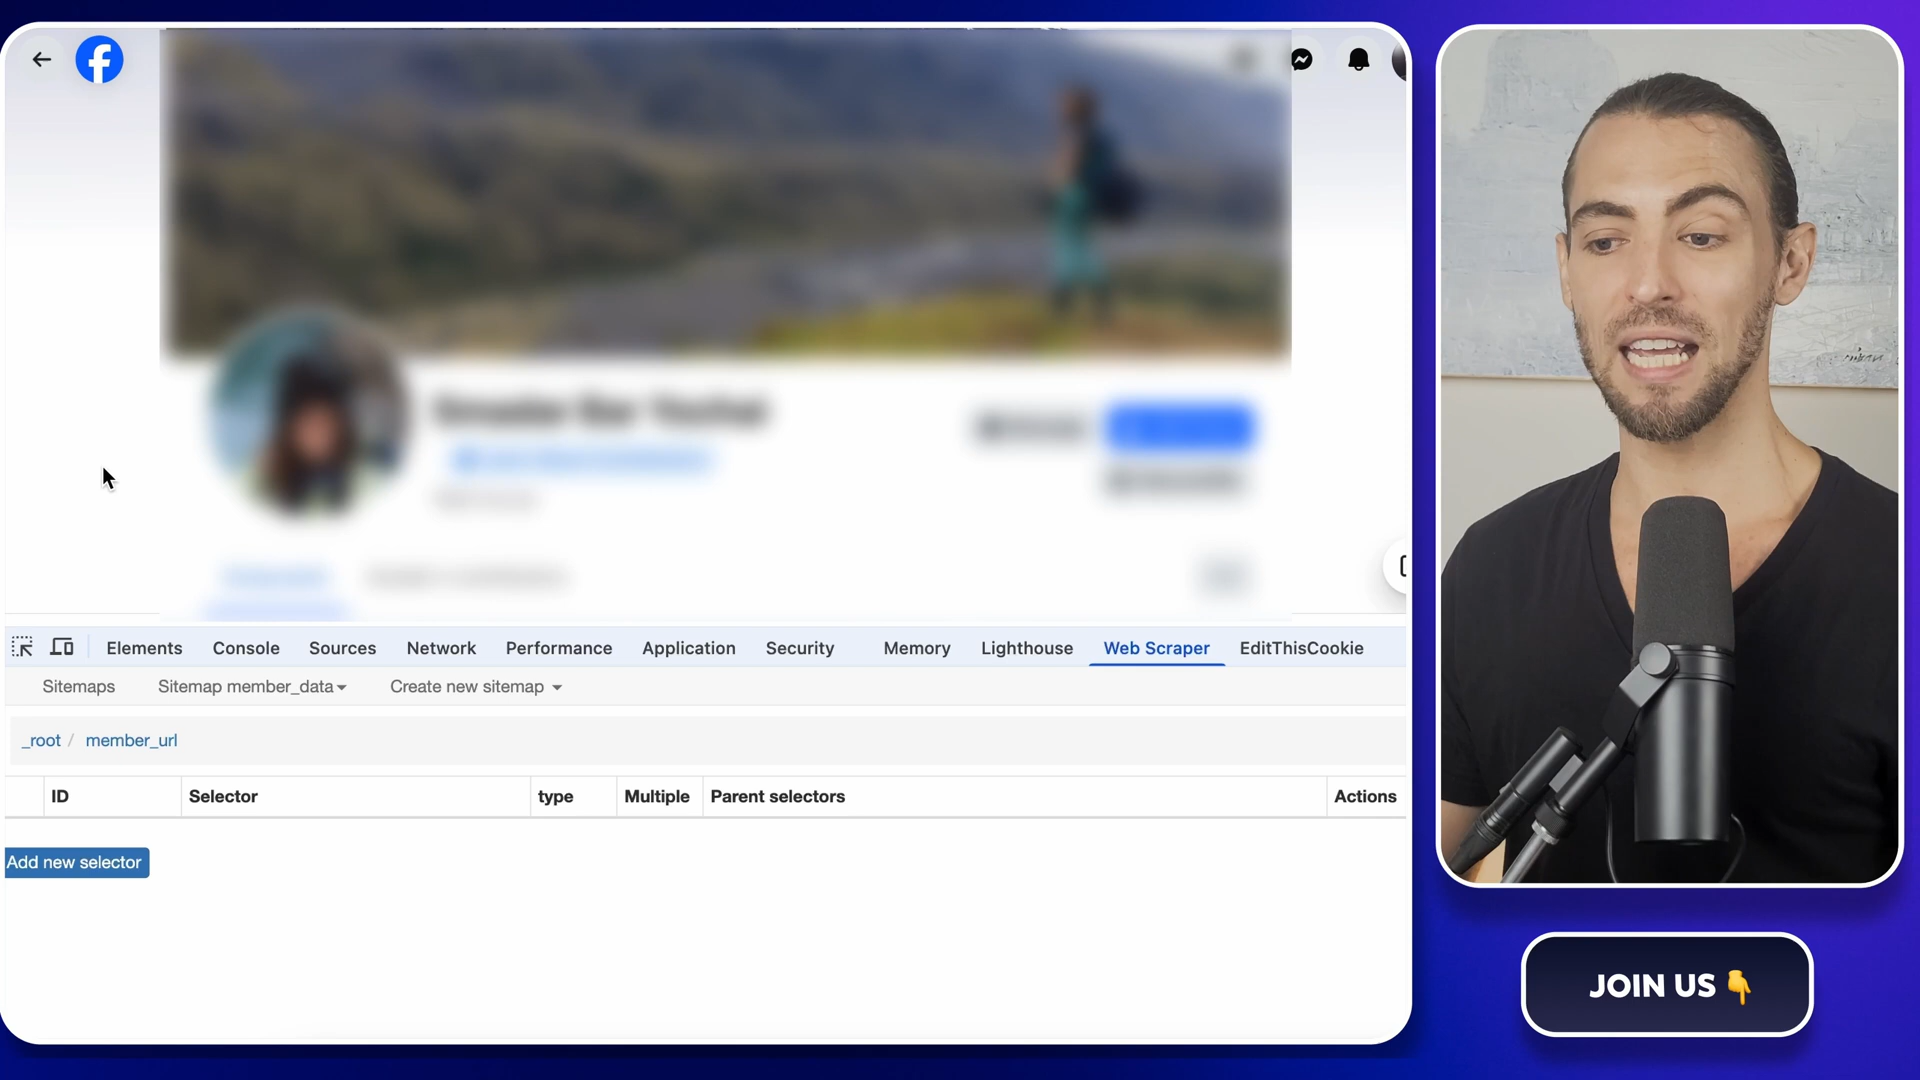 Elements Console Sources Network Performance Application Security Memory Lighthouse Web Scraper EditThisCookie
Sitemaps Sitemap member_data Create new sitemap
_root / member_url
ID Selector type Multiple Parent selectors Actions
Add new selector
JOIN US